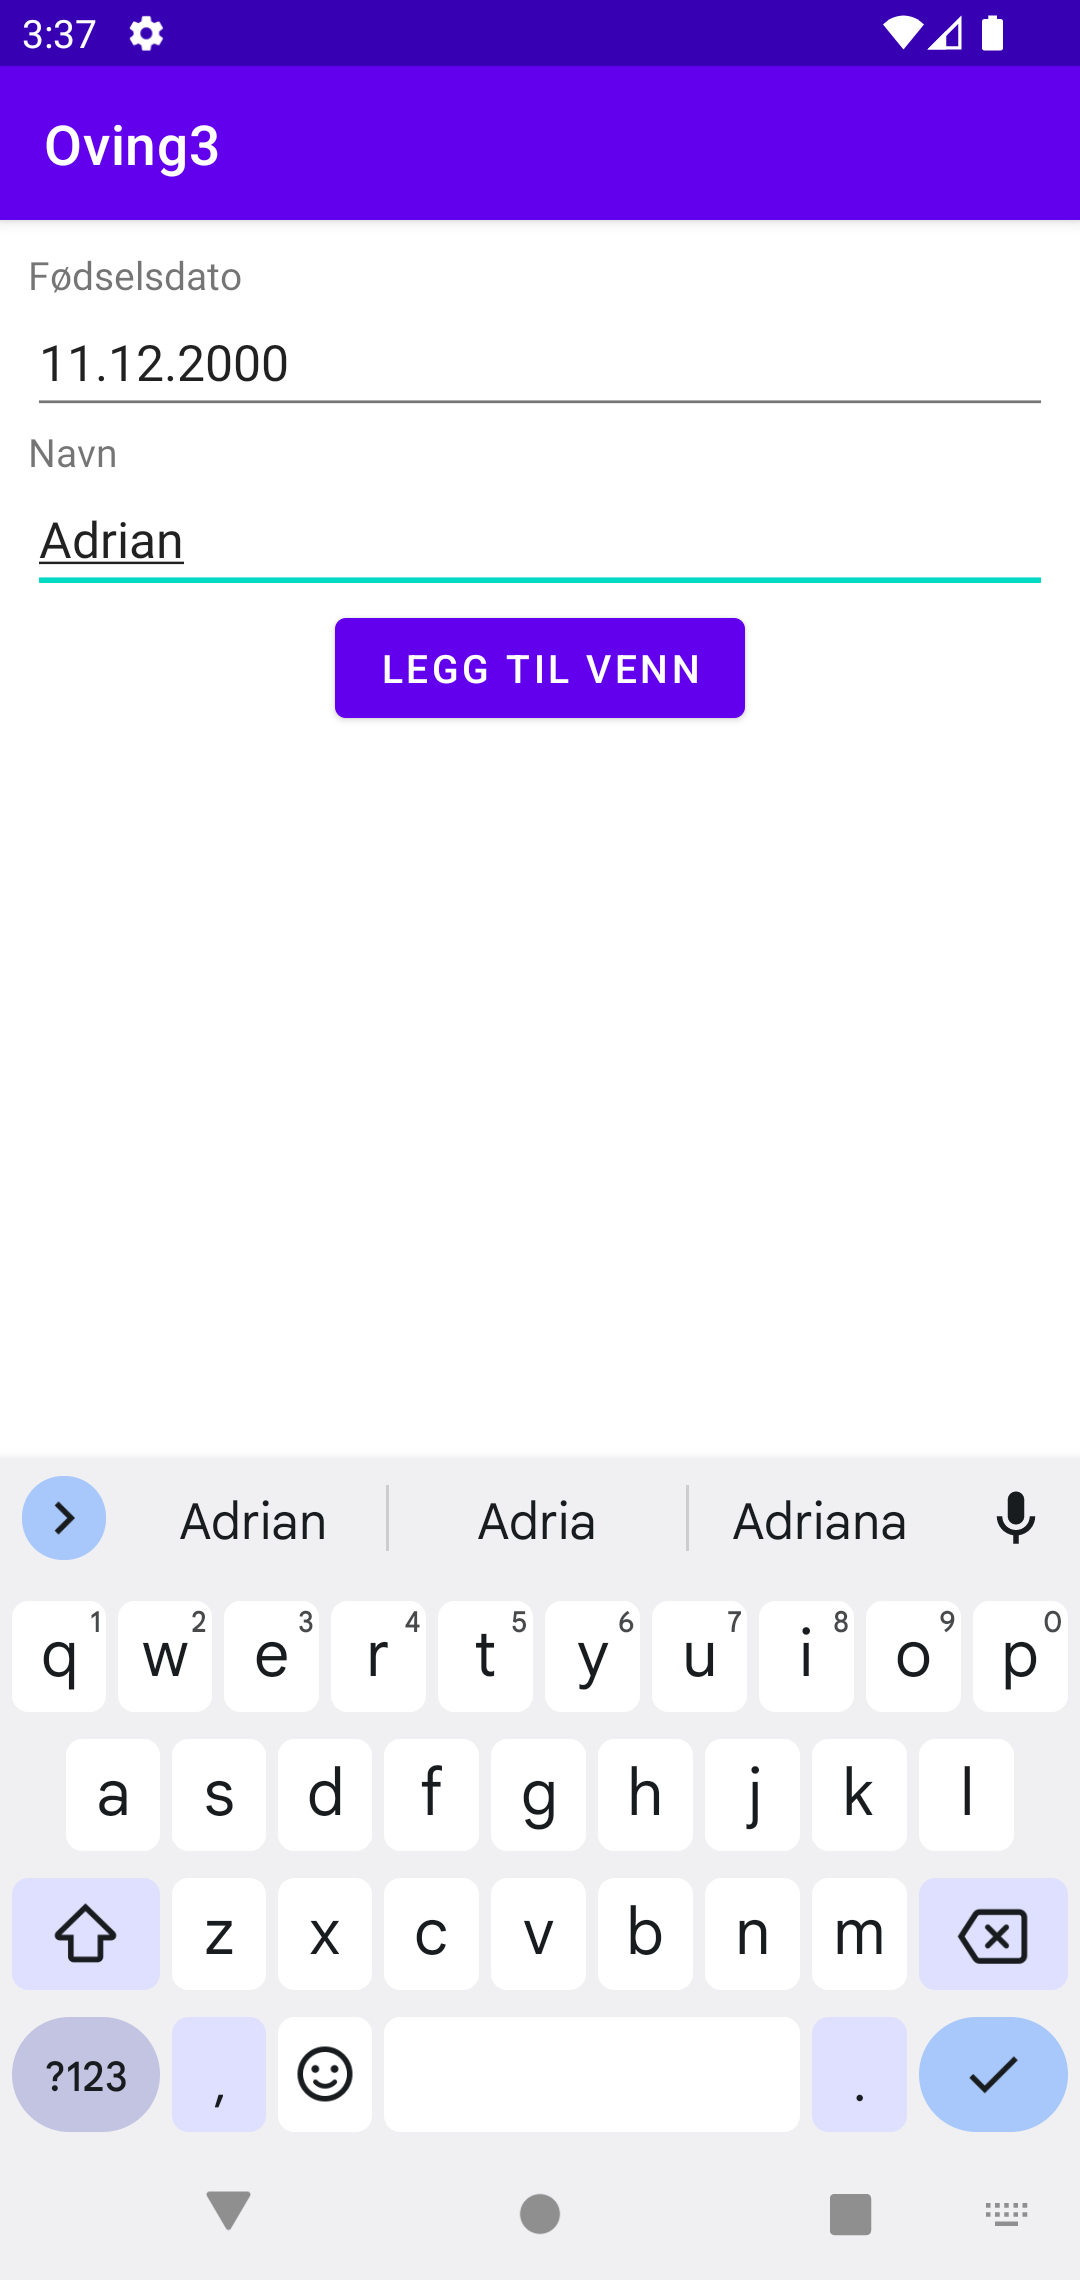 3:37
Oving3
Fødselsdato
11.12.2000
Navn
Adrian
LEGG TIL VENN
Adrian Adria Adriana
q1 w2 e3 r4 t5 y6 u7 i8 o9 p0
a s d f g h j k l
z x c v b n m
?123 , .